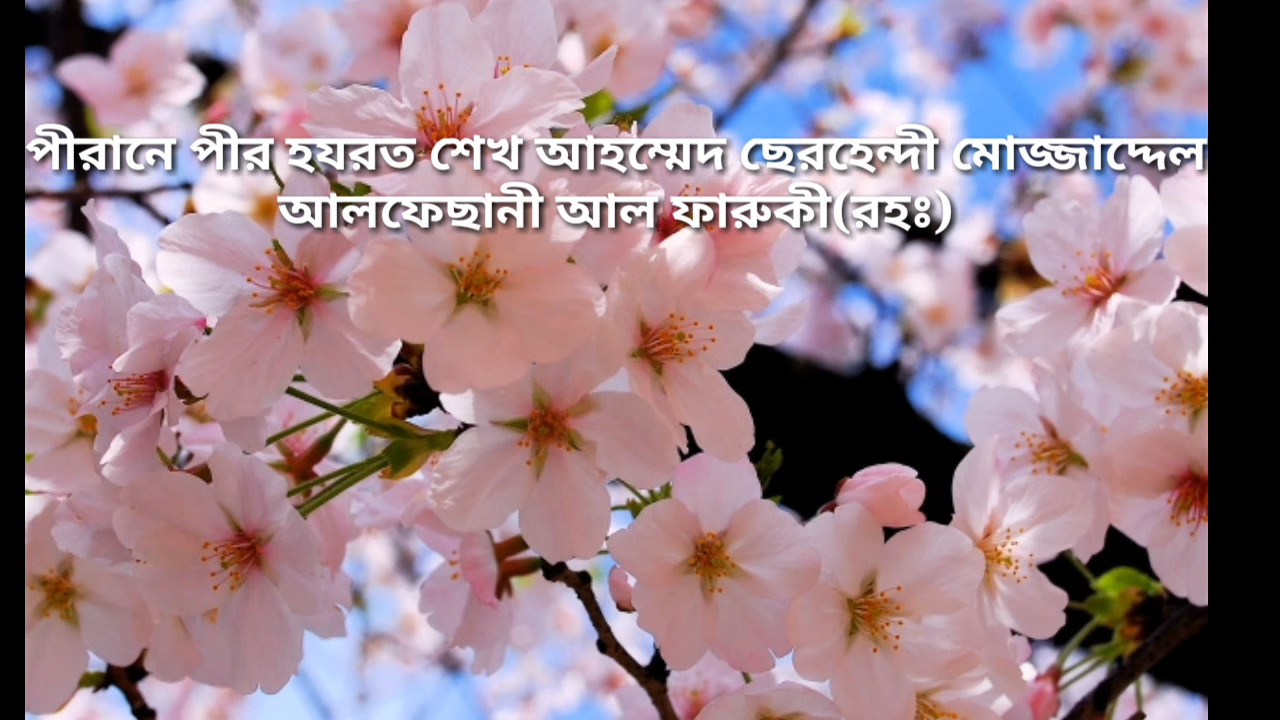 পীরানে পীর হযরত শেখ আহম্মেদ ছেরহেন্দী মোজ্জাদ্দেল
আলফেছানী আল ফারুকী(রহঃ)